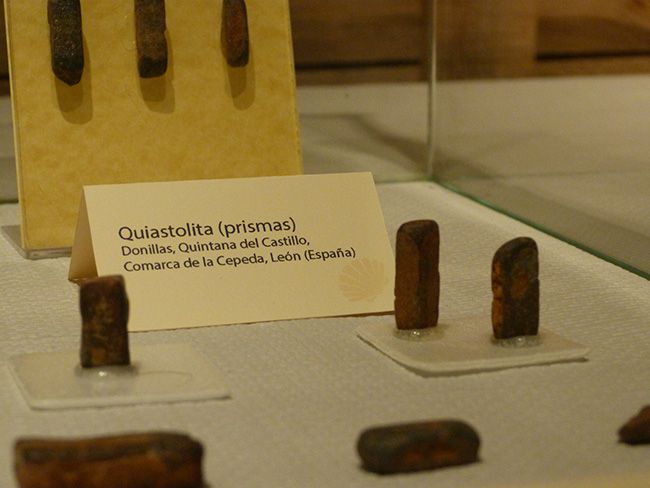 Quiastolita (prismas)
Donillas, Quintana del Castillo,
Comarca de la Cepeda, León (España)